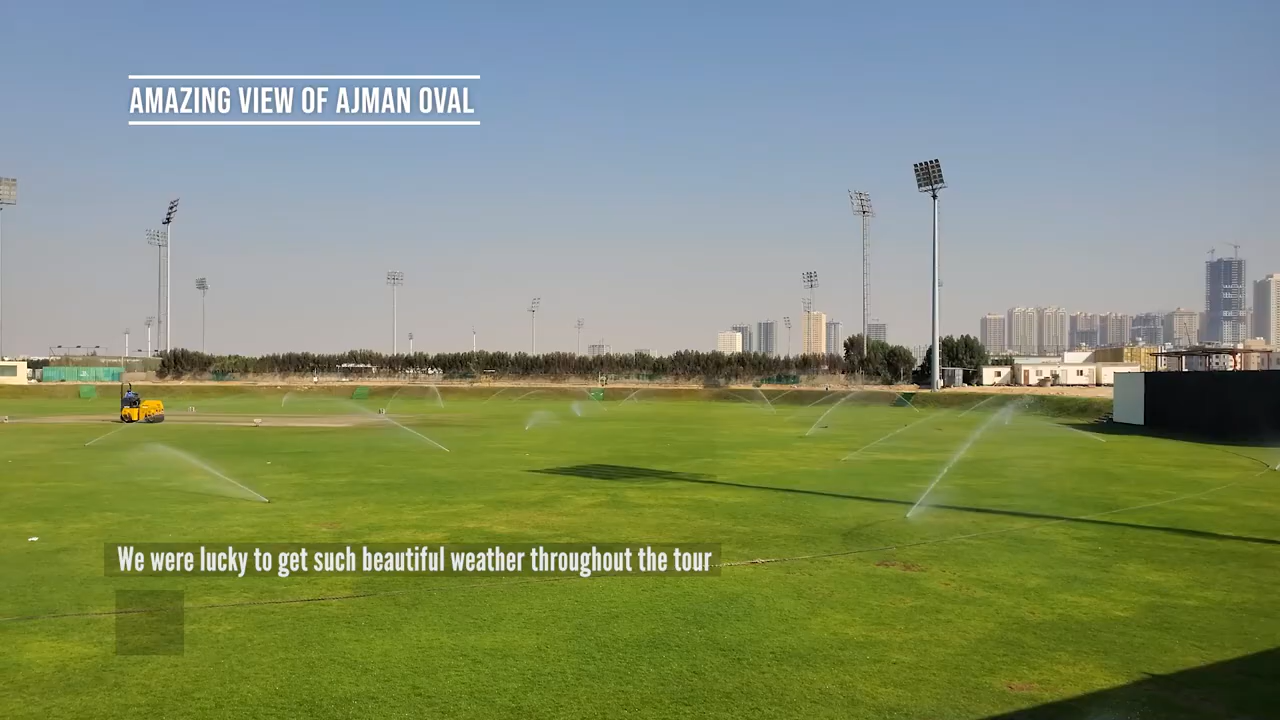 AMAZING VIEW OF AJMAN OVAL
We were lucky to get such beautiful weather throughout the tour